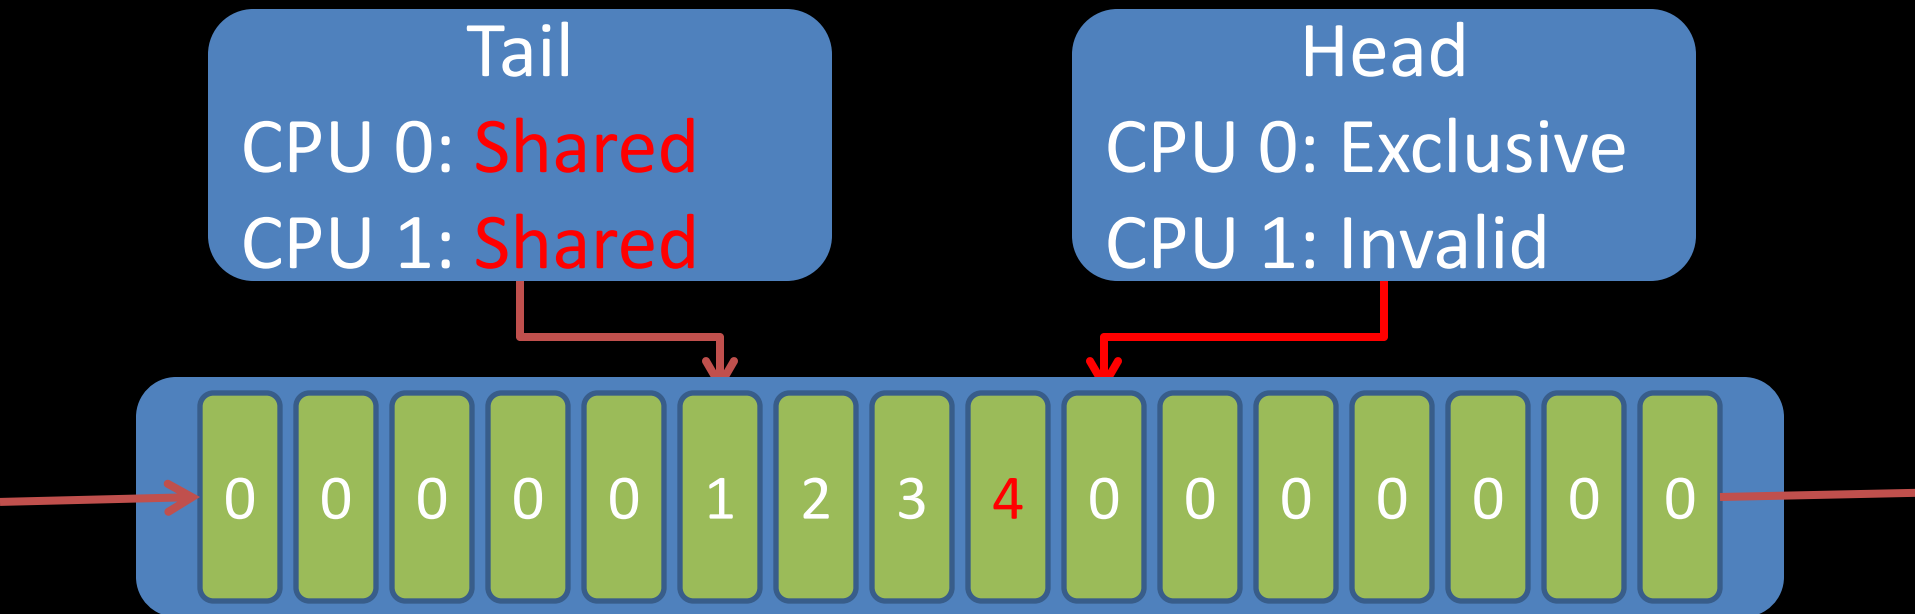 Tail
CPU 0: Shared
CPU 1: Shared
Head
CPU 0: Exclusive
CPU 1: Invalid
0 0 0 0 0 1 2 3 4 0 0 0 0 0 0 0